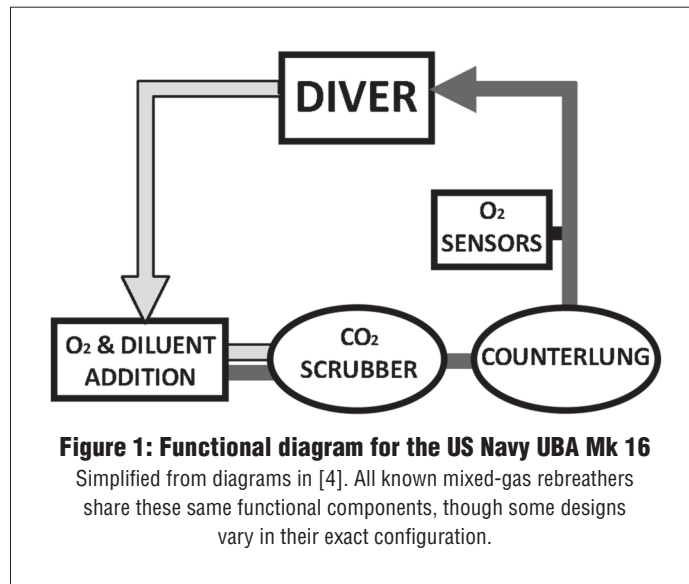 DIVER
O₂
SENSORS
O₂ & DILUENT
ADDITION
CO₂
SCRUBBER
COUNTERLUNG
Figure 1: Functional diagram for the US Navy UBA Mk 16
Simplified from diagrams in [4]. All known mixed-gas rebreathers
share these same functional components, though some designs
vary in their exact configuration.